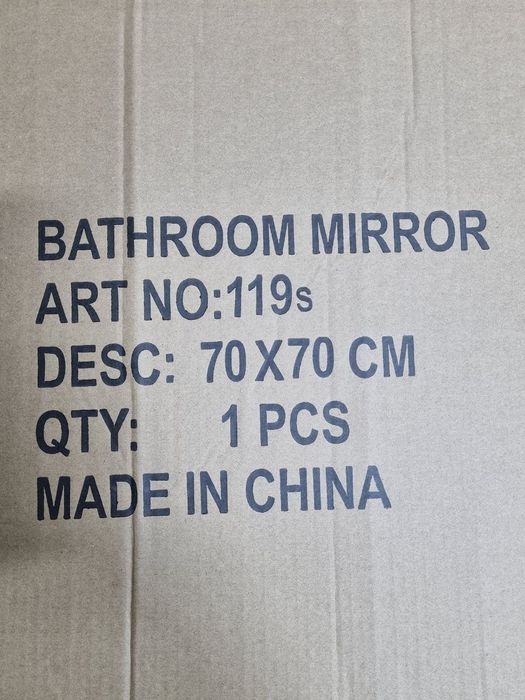 BATHROOM MIRROR
ART NO:119s
DESC: 70X70 CM
QTY: 1 PCS
MADE IN CHINA